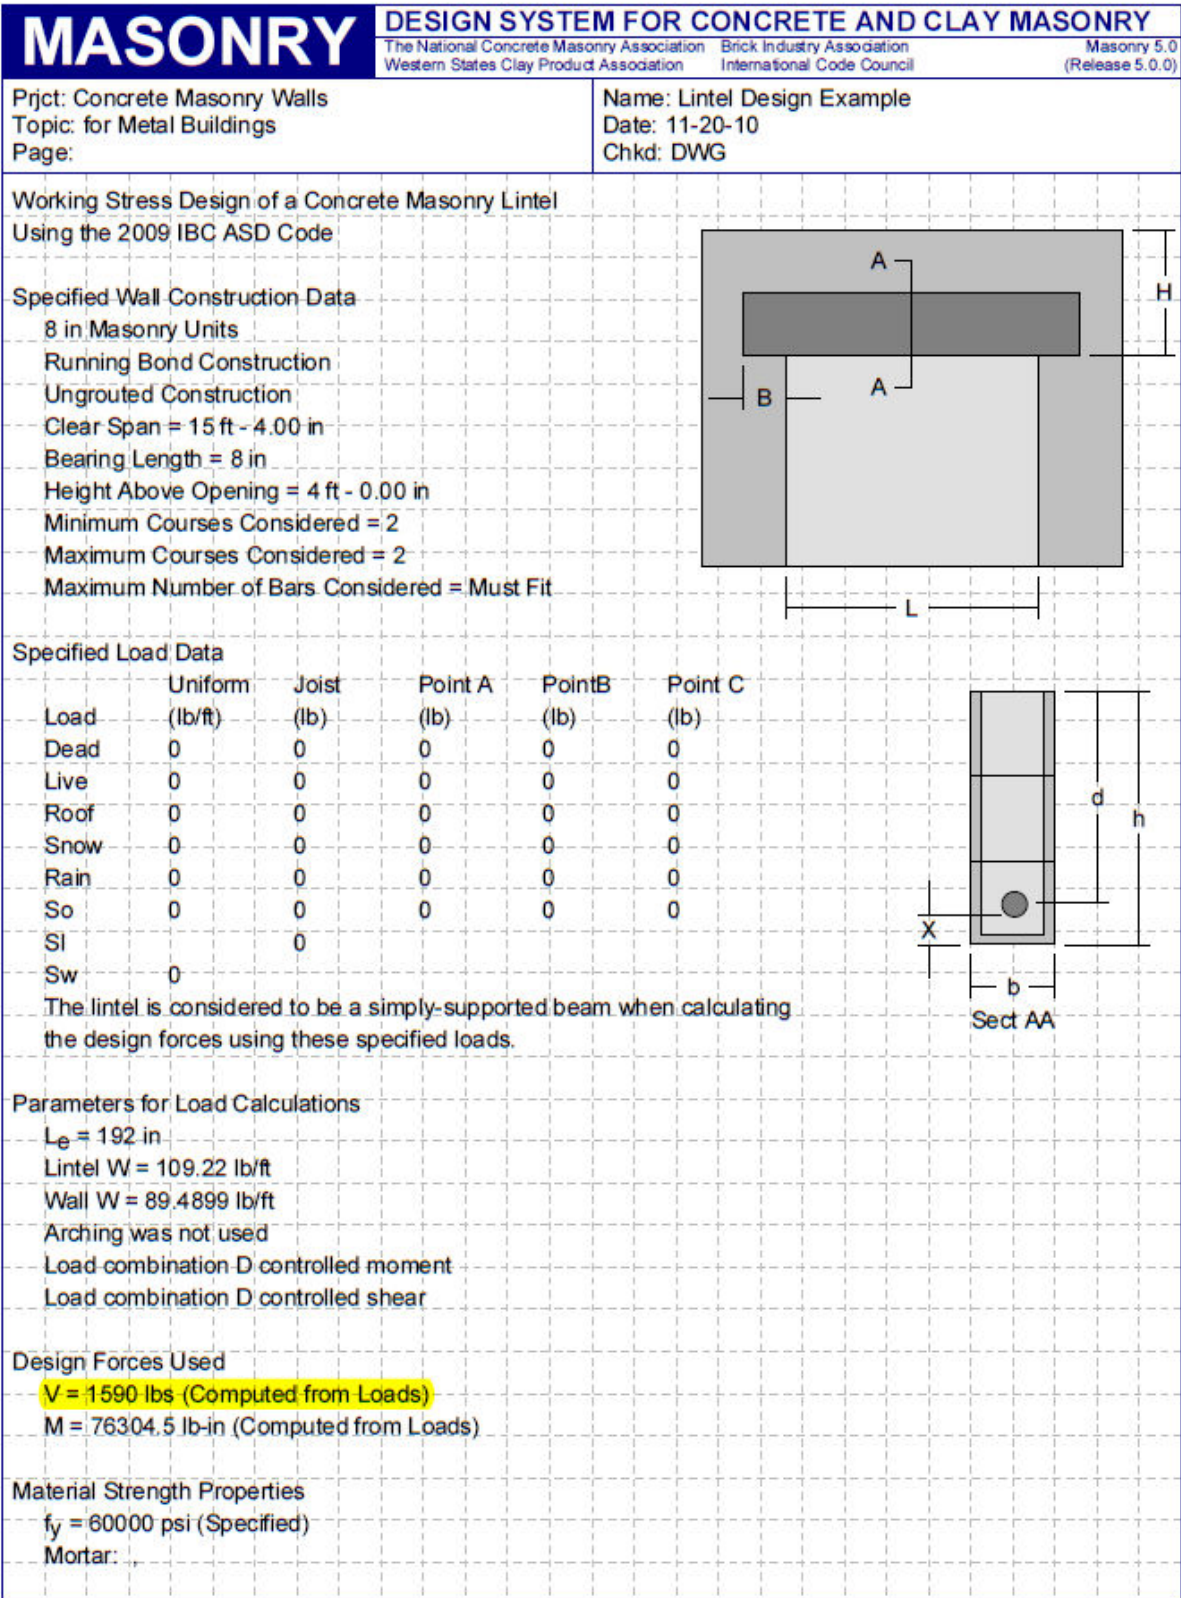 MASONRY
DESIGN SYSTEM FOR CONCRETE AND CLAY MASONRY
The National Concrete Masonry Association Brick Industry Association Masonry 5.0
Western States Clay Product Association International Code Council (Release 5.0.0)
Prjct: Concrete Masonry Walls
Topic: for Metal Buildings
Page:
Name: Lintel Design Example
Date: 11-20-10
Chkd: DWG
Working Stress Design of a Concrete Masonry Lintel
Using the 2009 IBC ASD Code
Specified Wall Construction Data
8 in Masonry Units
Running Bond Construction
Ungrouted Construction
Clear Span = 15 ft - 4.00 in
Bearing Length = 8 in
Height Above Opening = 4 ft - 0.00 in
Minimum Courses Considered = 2
Maximum Courses Considered = 2
Maximum Number of Bars Considered = Must Fit
A
H
B
A
L
Specified Load Data
Uniform Joist Point A PointB Point C
Load (lb/ft) (lb) (lb) (lb) (lb)
Dead 0 0 0 0 0
Live 0 0 0 0 0
Roof 0 0 0 0 0
Snow 0 0 0 0 0
Rain 0 0 0 0 0
So 0 0 0 0 0
SI 0
Sw 0
The lintel is considered to be a simply-supported beam when calculating
the design forces using these specified loads.
d
h
X
b
Sect AA
Parameters for Load Calculations
Le = 192 in
Lintel W = 109.22 lb/ft
Wall W = 89.4899 lb/ft
Arching was not used
Load combination D controlled moment
Load combination D controlled shear
Design Forces Used
V = 1590 lbs (Computed from Loads)
M = 76304.5 lb-in (Computed from Loads)
Material Strength Properties
fy = 60000 psi (Specified)
Mortar: ,